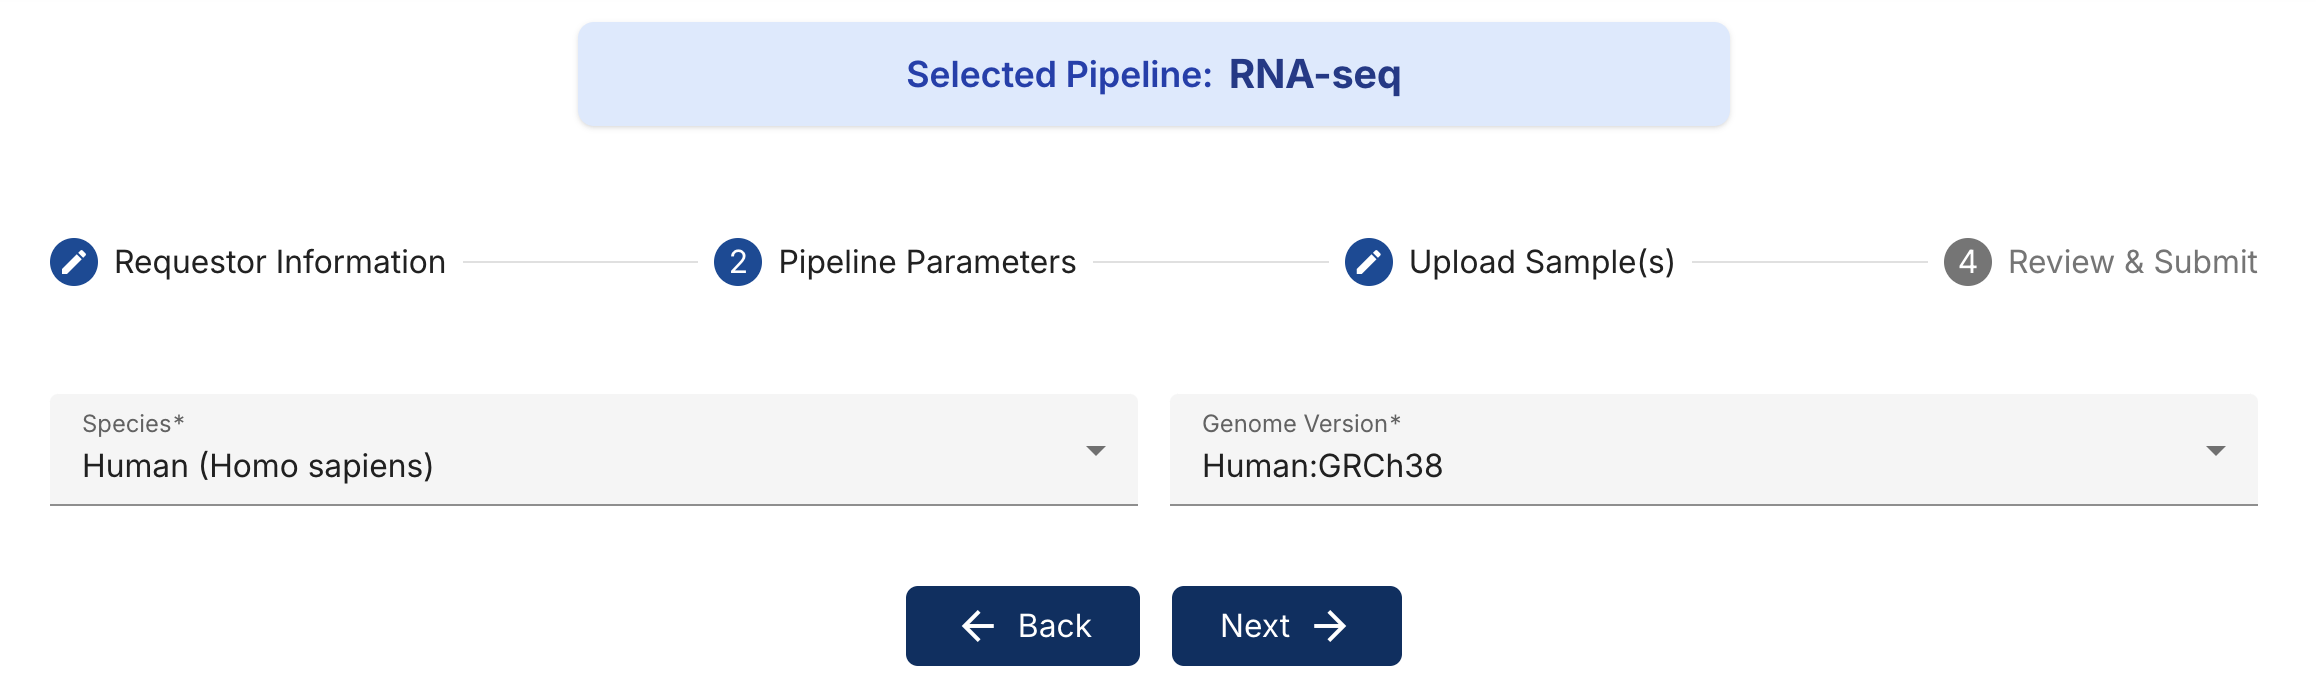 Selected Pipeline: RNA-seq
Requestor Information
2 Pipeline Parameters
Upload Sample(s)
4 Review & Submit
Species*
Human (Homo sapiens)
Genome Version*
Human:GRCh38
Back
Next